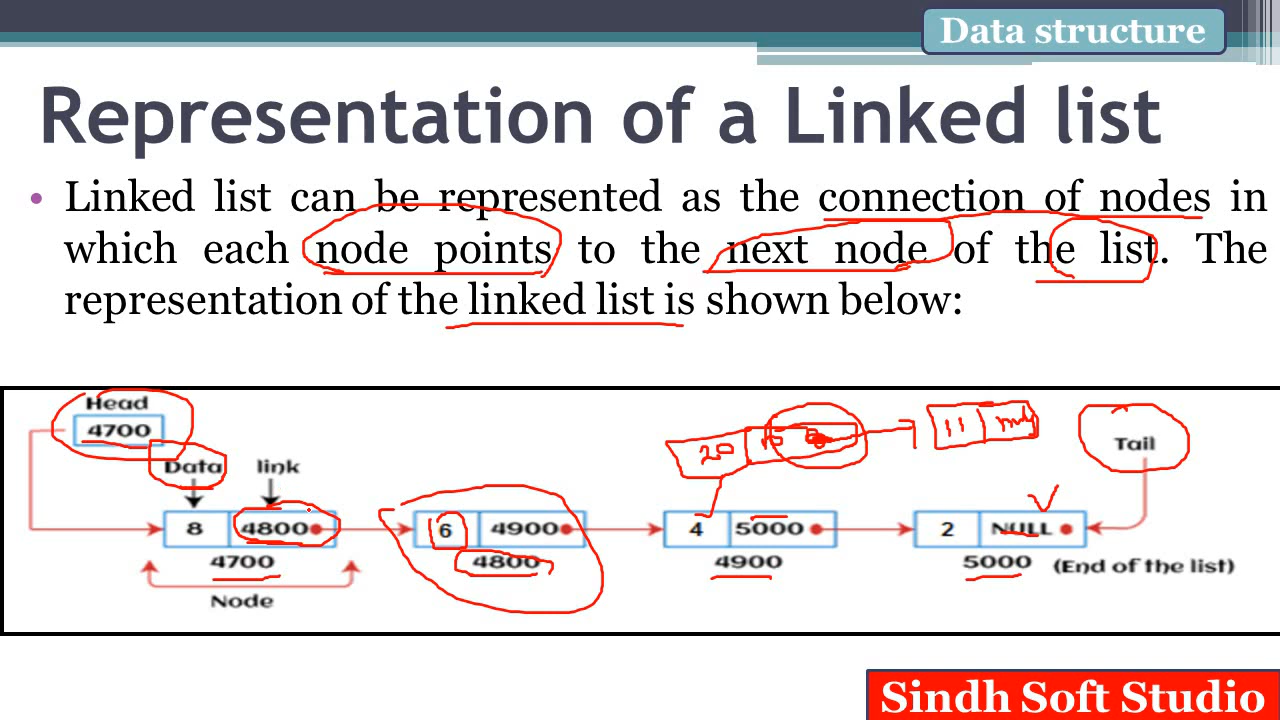 Data structure
Representation of a Linked list
• Linked list can be represented as the connection of nodes in
which each node points to the next node of the list. The
representation of the linked list is shown below:
Head
4700
Data link
20
11
Tail
8 4800 6 4900 4 5000 2 NULL
4700 4800 4900 5000 (End of the list)
Node
Sindh Soft Studio